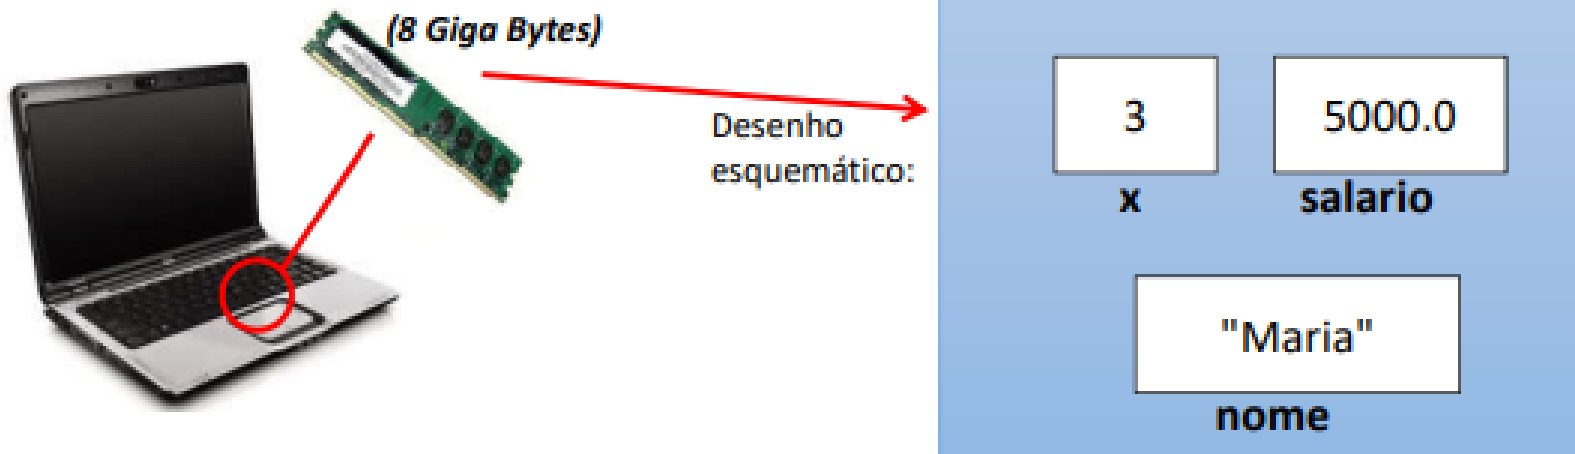 (8 Giga Bytes)
Desenho
esquemático:
3
5000.0
x
salario
"Maria"
nome